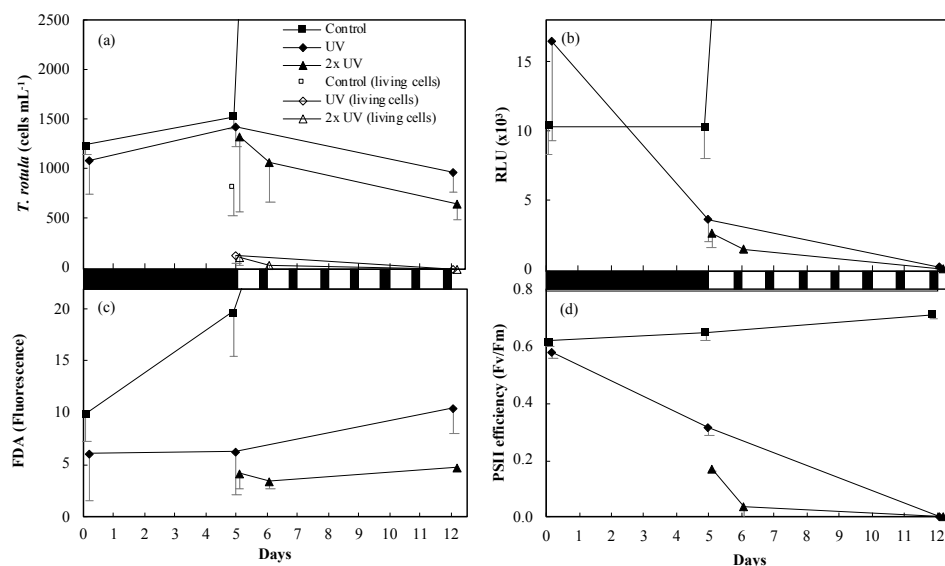 (a)
T. rotula (cells mL-1)
2500
2000
1500
1000
500
0
Control
UV
2x UV
Control (living cells)
UV (living cells)
2x UV (living cells)
(b)
RLU (x10³)
15
10
5
0
(c)
FDA (Fluorescence)
20
15
10
5
0
0 1 2 3 4 5 6 7 8 9 10 11 12
Days
(d)
PSII efficiency (Fv/Fm)
0.8
0.6
0.4
0.2
0.0
0 1 2 3 4 5 6 7 8 9 10 11 12
Days